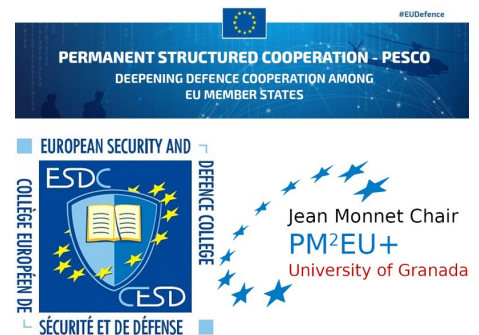 #EUDefence
PERMANENT STRUCTURED COOPERATION - PESCO
DEEPENING DEFENCE COOPERATION AMONG
EU MEMBER STATES
EUROPEAN SECURITY AND
DEFENCE COLLEGE
COLLÈGE EUROPÉEN DE
SÉCURITÉ ET DE DÉFENSE
ESDC
CESD
Jean Monnet Chair
PM²EU+
University of Granada